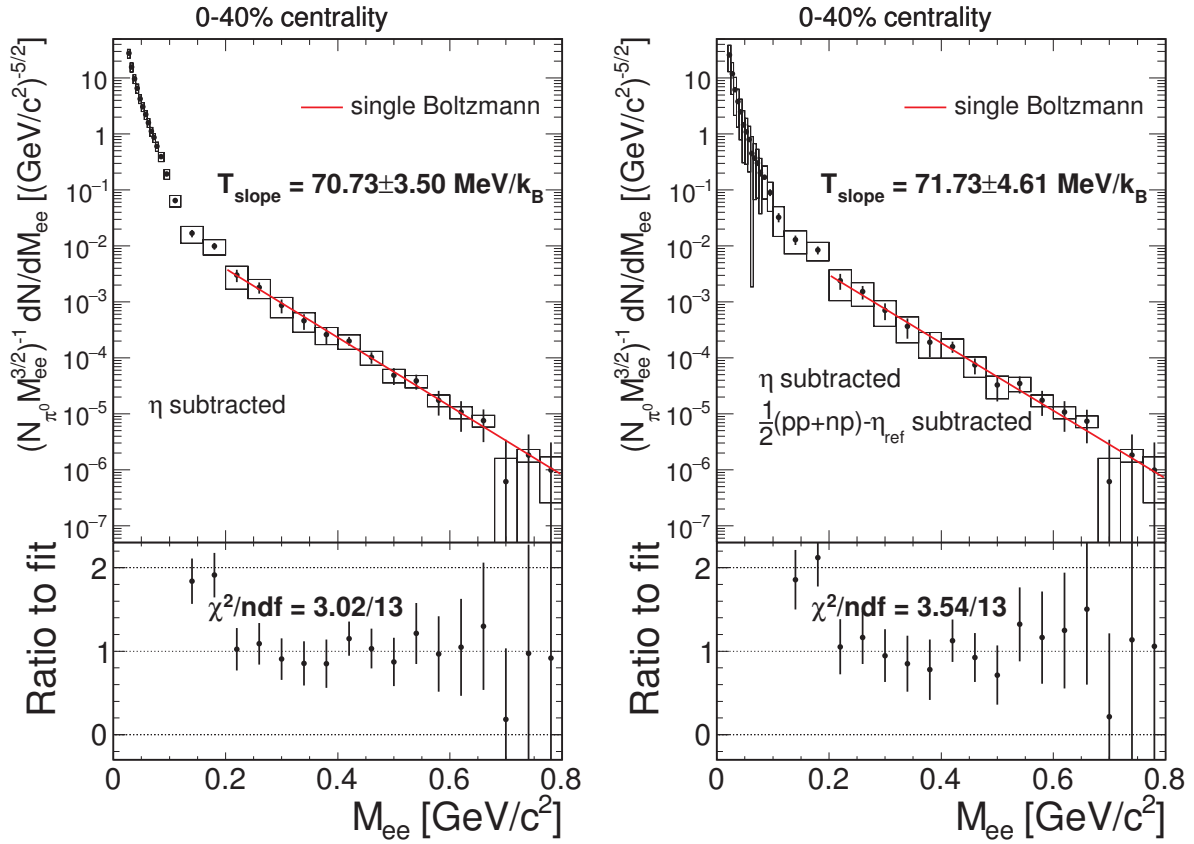 0-40% centrality
(N_π⁰ M_ee^3/2)^-1 dN/dM_ee [(GeV/c²)^-5/2]
10
1
10⁻¹
10⁻²
10⁻³
10⁻⁴
10⁻⁵
10⁻⁶
10⁻⁷
single Boltzmann
T_slope = 70.73±3.50 MeV/k_B
η subtracted
Ratio to fit
2
1
0
χ²/ndf = 3.02/13
0 0.2 0.4 0.6 0.8
M_ee [GeV/c²]
0-40% centrality
(N_π⁰ M_ee^3/2)^-1 dN/dM_ee [(GeV/c²)^-5/2]
10
1
10⁻¹
10⁻²
10⁻³
10⁻⁴
10⁻⁵
10⁻⁶
10⁻⁷
single Boltzmann
T_slope = 71.73±4.61 MeV/k_B
η subtracted
1/2(pp+np)-η_ref subtracted
Ratio to fit
2
1
0
χ²/ndf = 3.54/13
0 0.2 0.4 0.6 0.8
M_ee [GeV/c²]